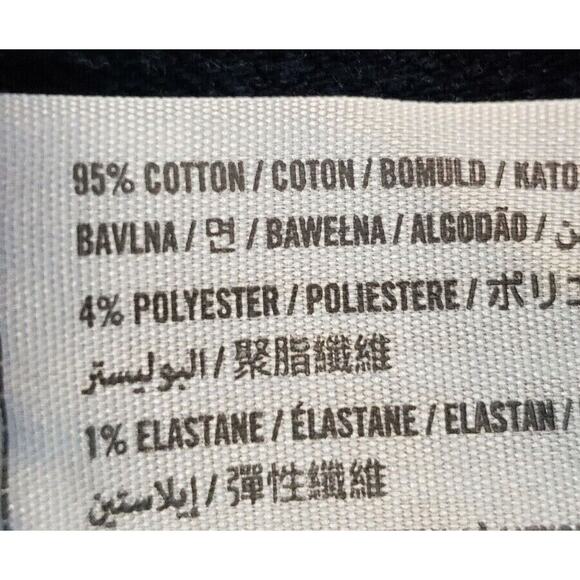 95% COTTON / COTON / BOMULD / KATO
BAVLNA / 면 / BAWEŁNA / ALGODÃO /
4% POLYESTER / POLIESTERE / ポリエ
البوليستر / 聚脂纖維
1% ELASTANE / ÉLASTANE / ELASTAN /
إيلاستين / 彈性纖維